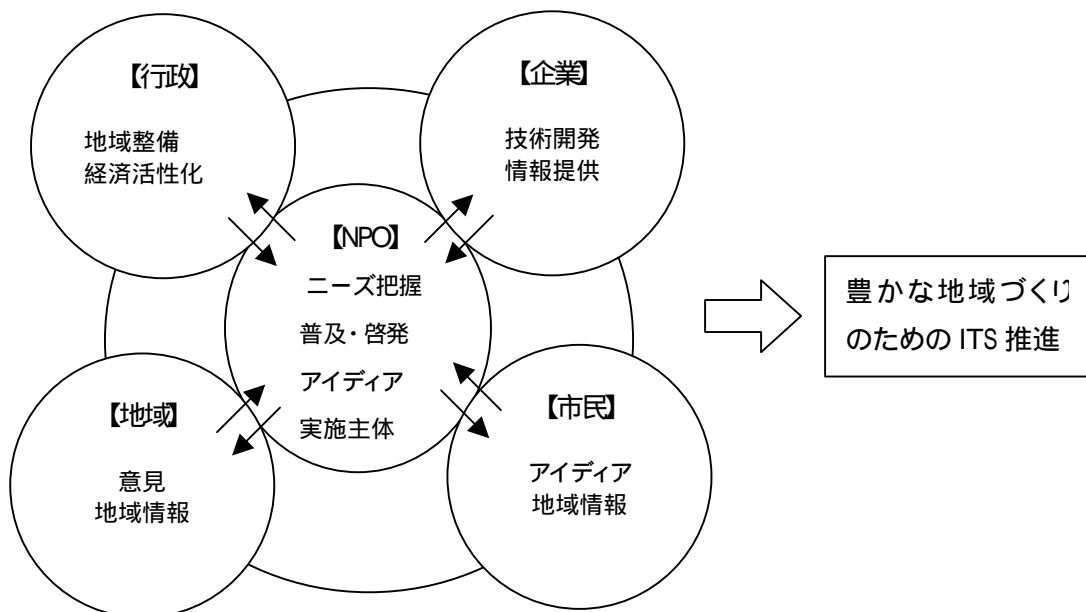 【行政】
地域整備
経済活性化
【企業】
技術開発
情報提供
【NPO】
ニーズ把握
普及・啓発
アイディア
実施主体
【地域】
意見
地域情報
【市民】
アイディア
地域情報
豊かな地域づくり
のための ITS 推進